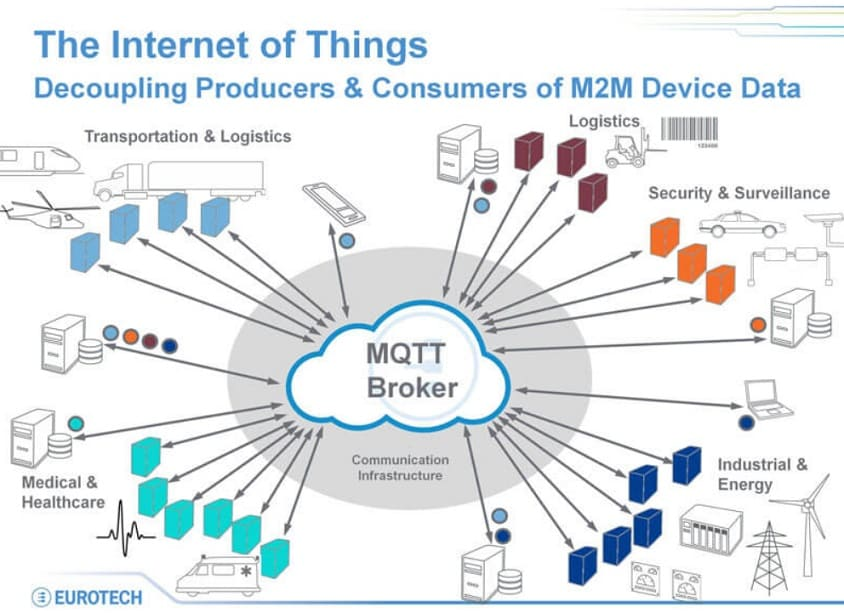 The Internet of Things
Decoupling Producers & Consumers of M2M Device Data
Transportation & Logistics
Logistics
123456
Security & Surveillance
MQTT
Broker
Communication
Infrastructure
Medical &
Healthcare
Industrial &
Energy
EUROTECH